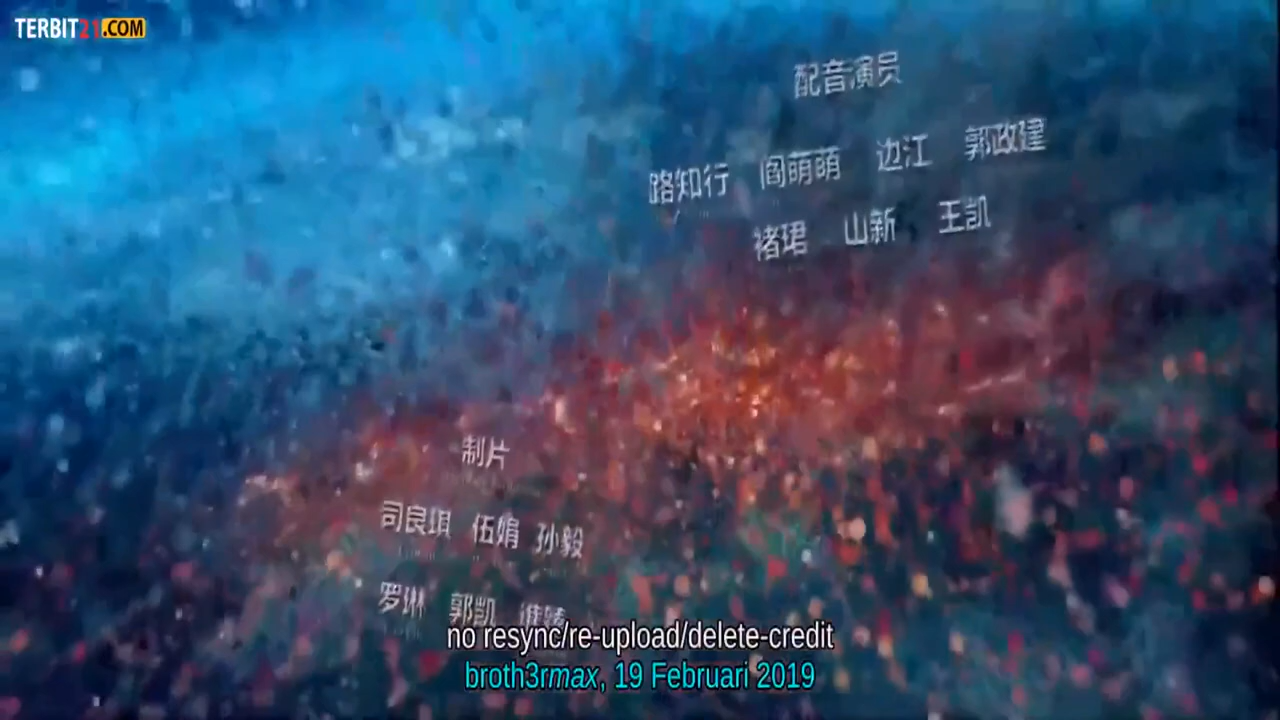 TERBIT21.COM
配音演员
路知行 阎萌萌 边江 郭政建
褚珺 山新 王凯
制片
司良琪 伍娟 孙毅
罗琳 郭凯
no resync/re-upload/delete-credit
broth3rmax, 19 Februari 2019